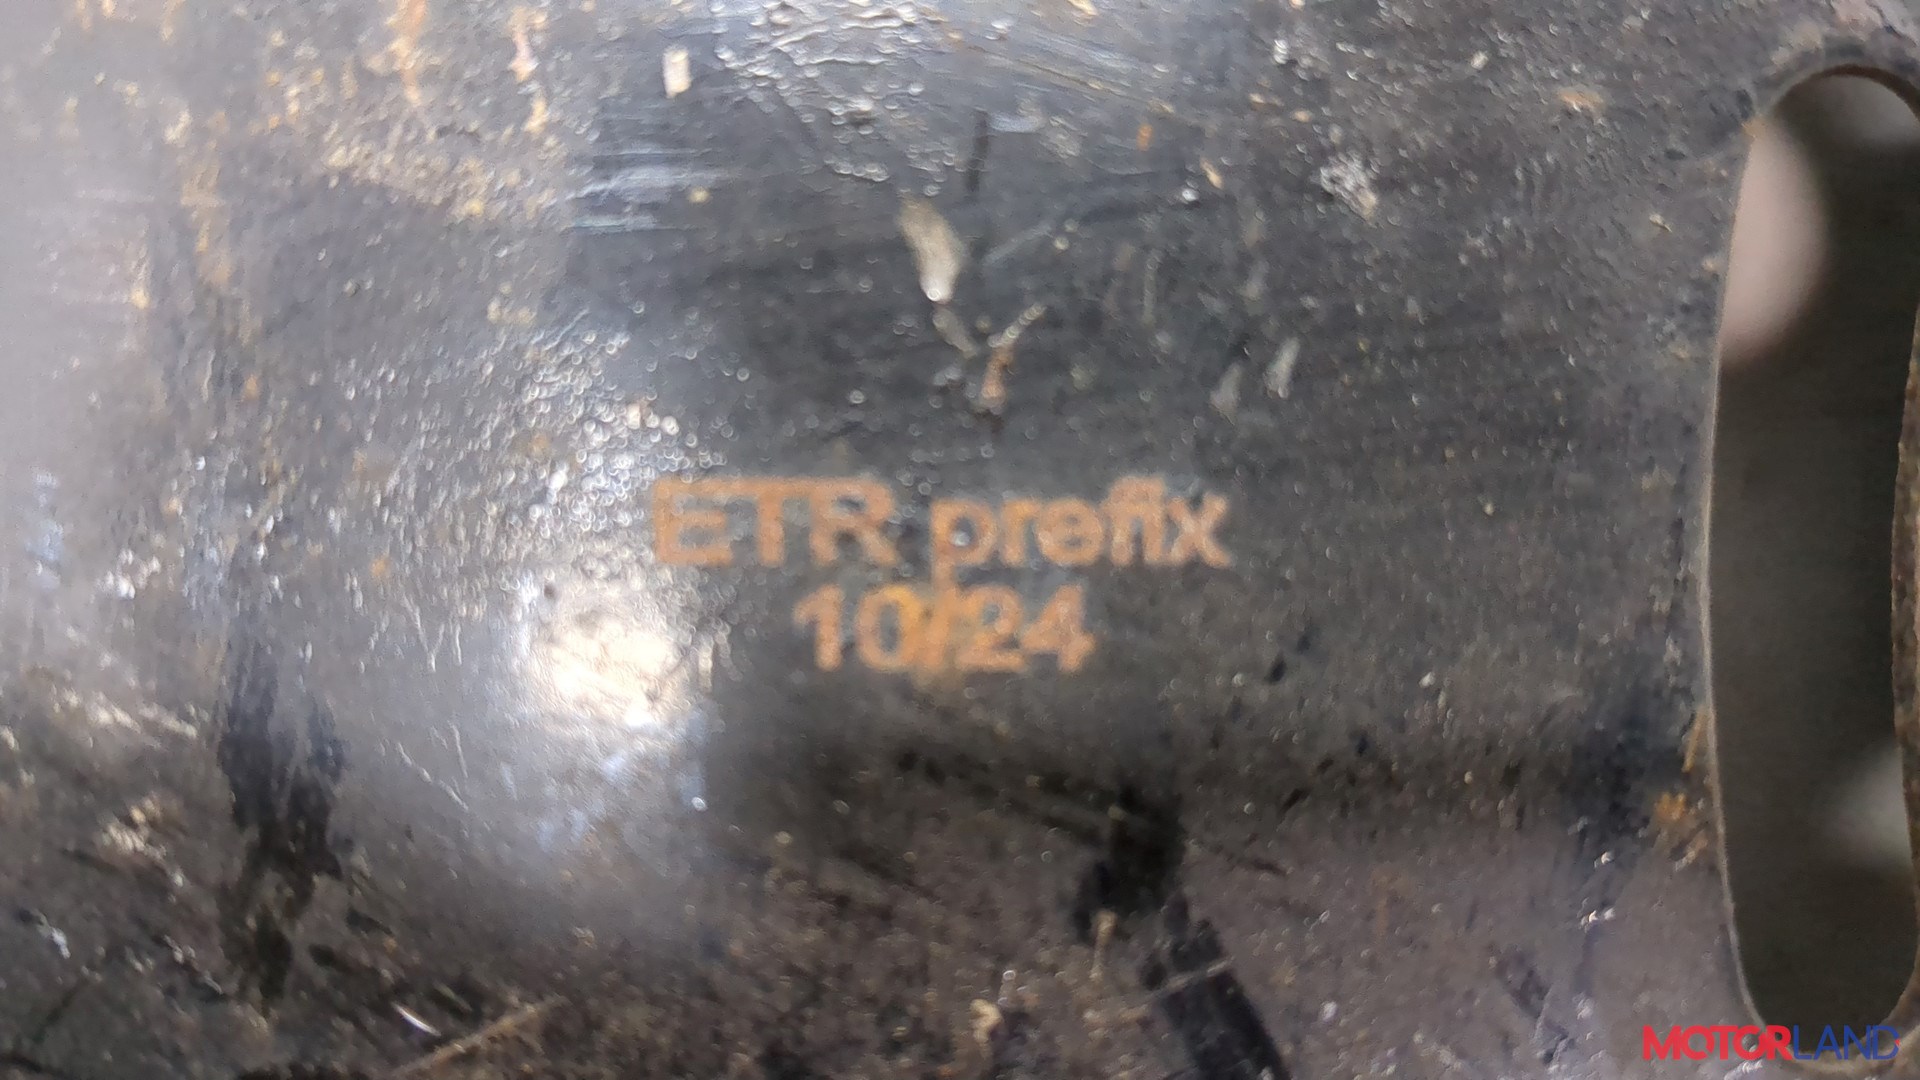 ETR prefix
10/24
MOTORLAND